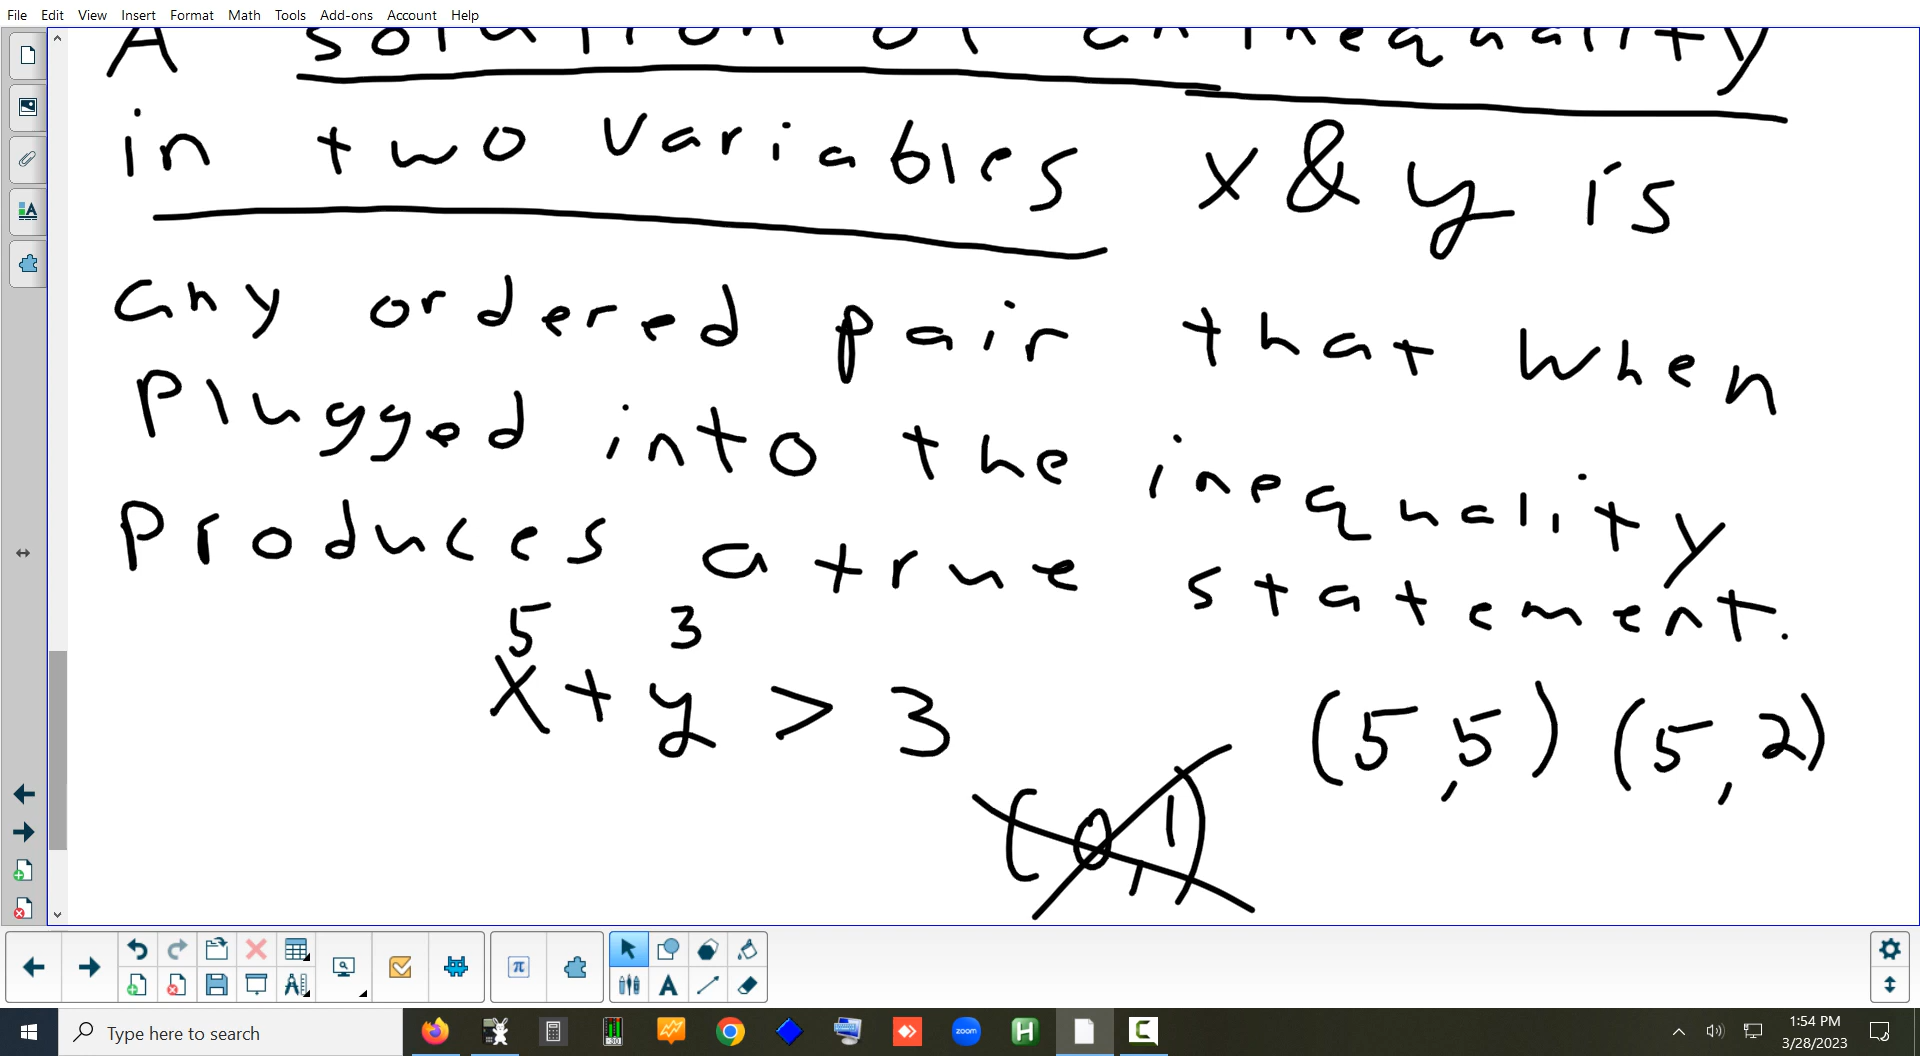 File Edit View Insert Format Math Tools Add-ons Account Help
A solution of an inequality
in two variables x & y is
any ordered pair that when
plugged into the inequality
produces a true statement.
5 3
x + y > 3
(5,5) (5,2)
(0,1)
Type here to search
zoom
1:54 PM
3/28/2023